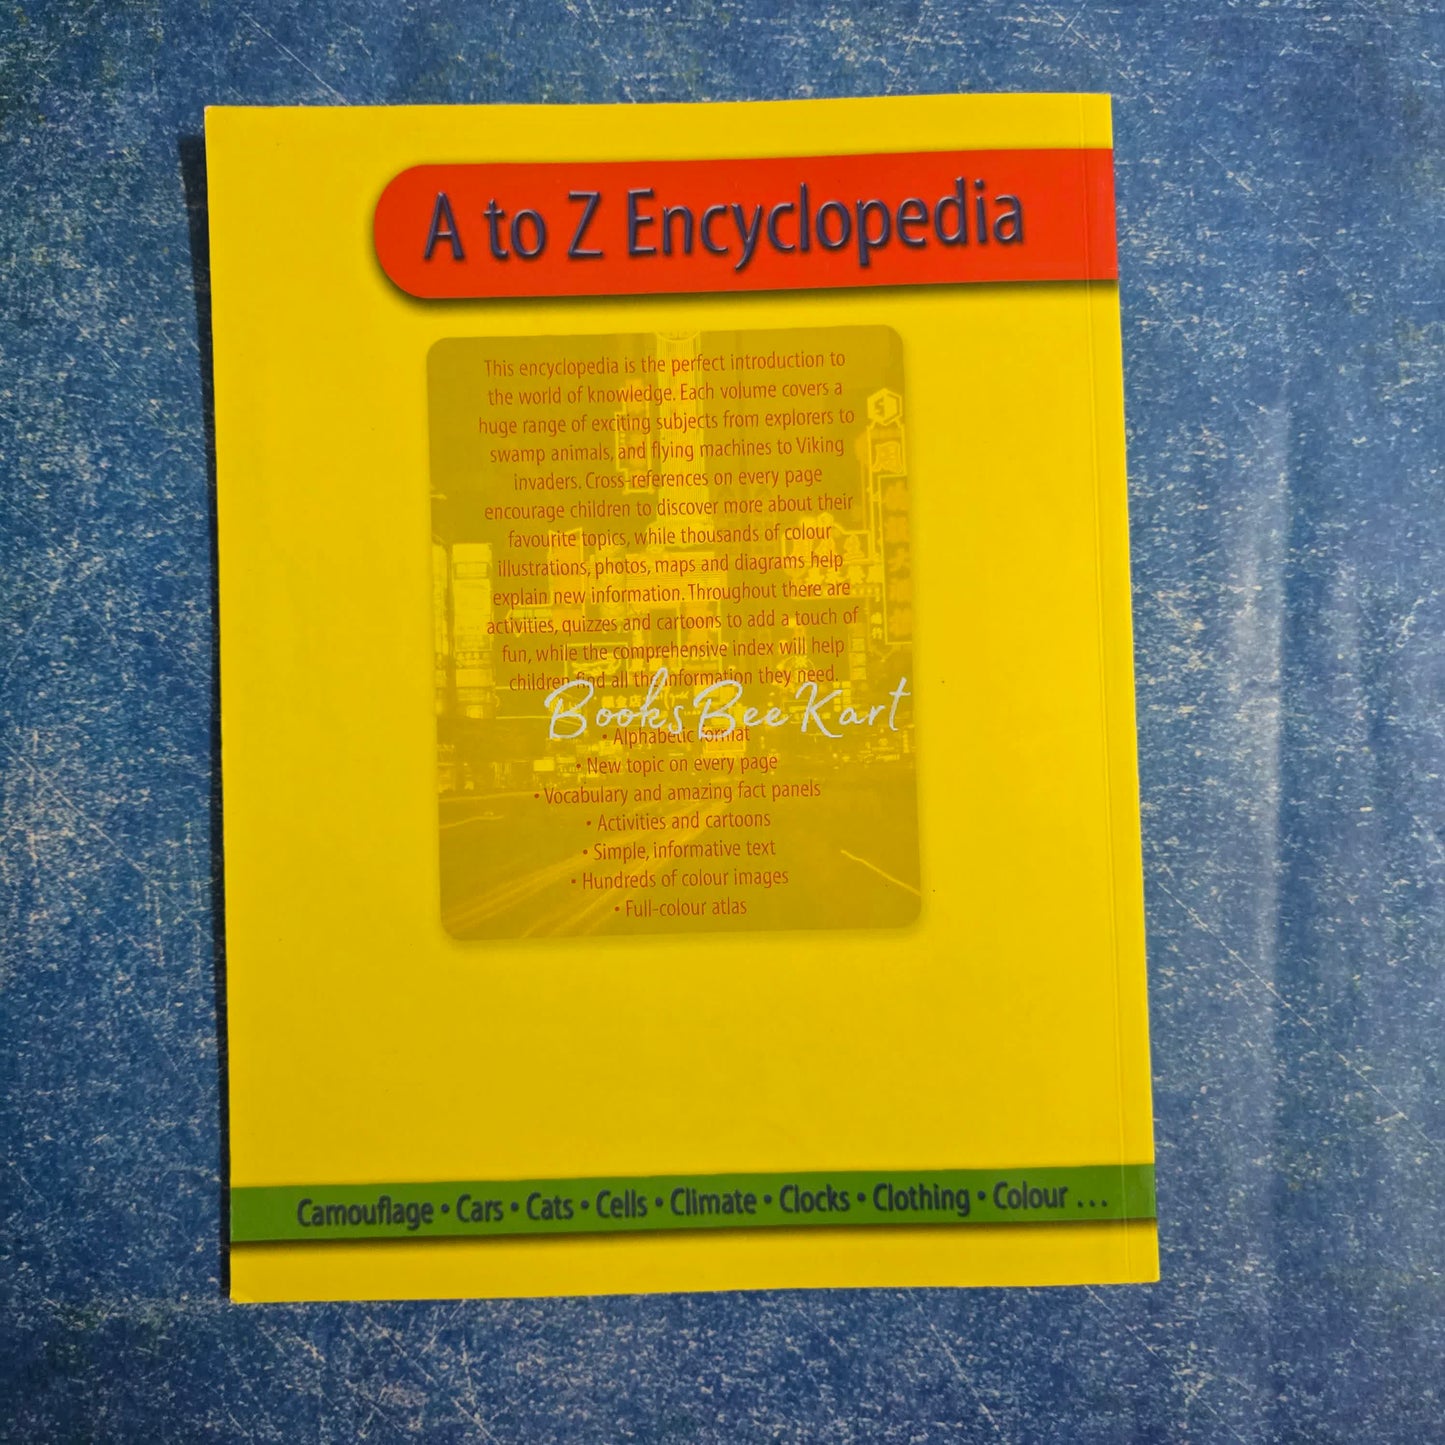 A to Z Encyclopedia
This encyclopedia is the perfect introduction to
the world of knowledge. Each volume covers a
huge range of exciting subjects from explorers to
swamp animals, and flying machines to Viking
invaders. Cross-references on every page
encourage children to discover more about their
favourite topics, while thousands of colour
illustrations, photos, maps and diagrams help
explain new information. Throughout there are
activities, quizzes and cartoons to add a touch of
fun, while the comprehensive index will help
children find all the information they need.
Books Bee Kart
• Alphabetic format
• New topic on every page
• Vocabulary and amazing fact panels
• Activities and cartoons
• Simple, informative text
• Hundreds of colour images
• Full-colour atlas
Camouflage • Cars • Cats • Cells • Climate • Clocks • Clothing • Colour . . .